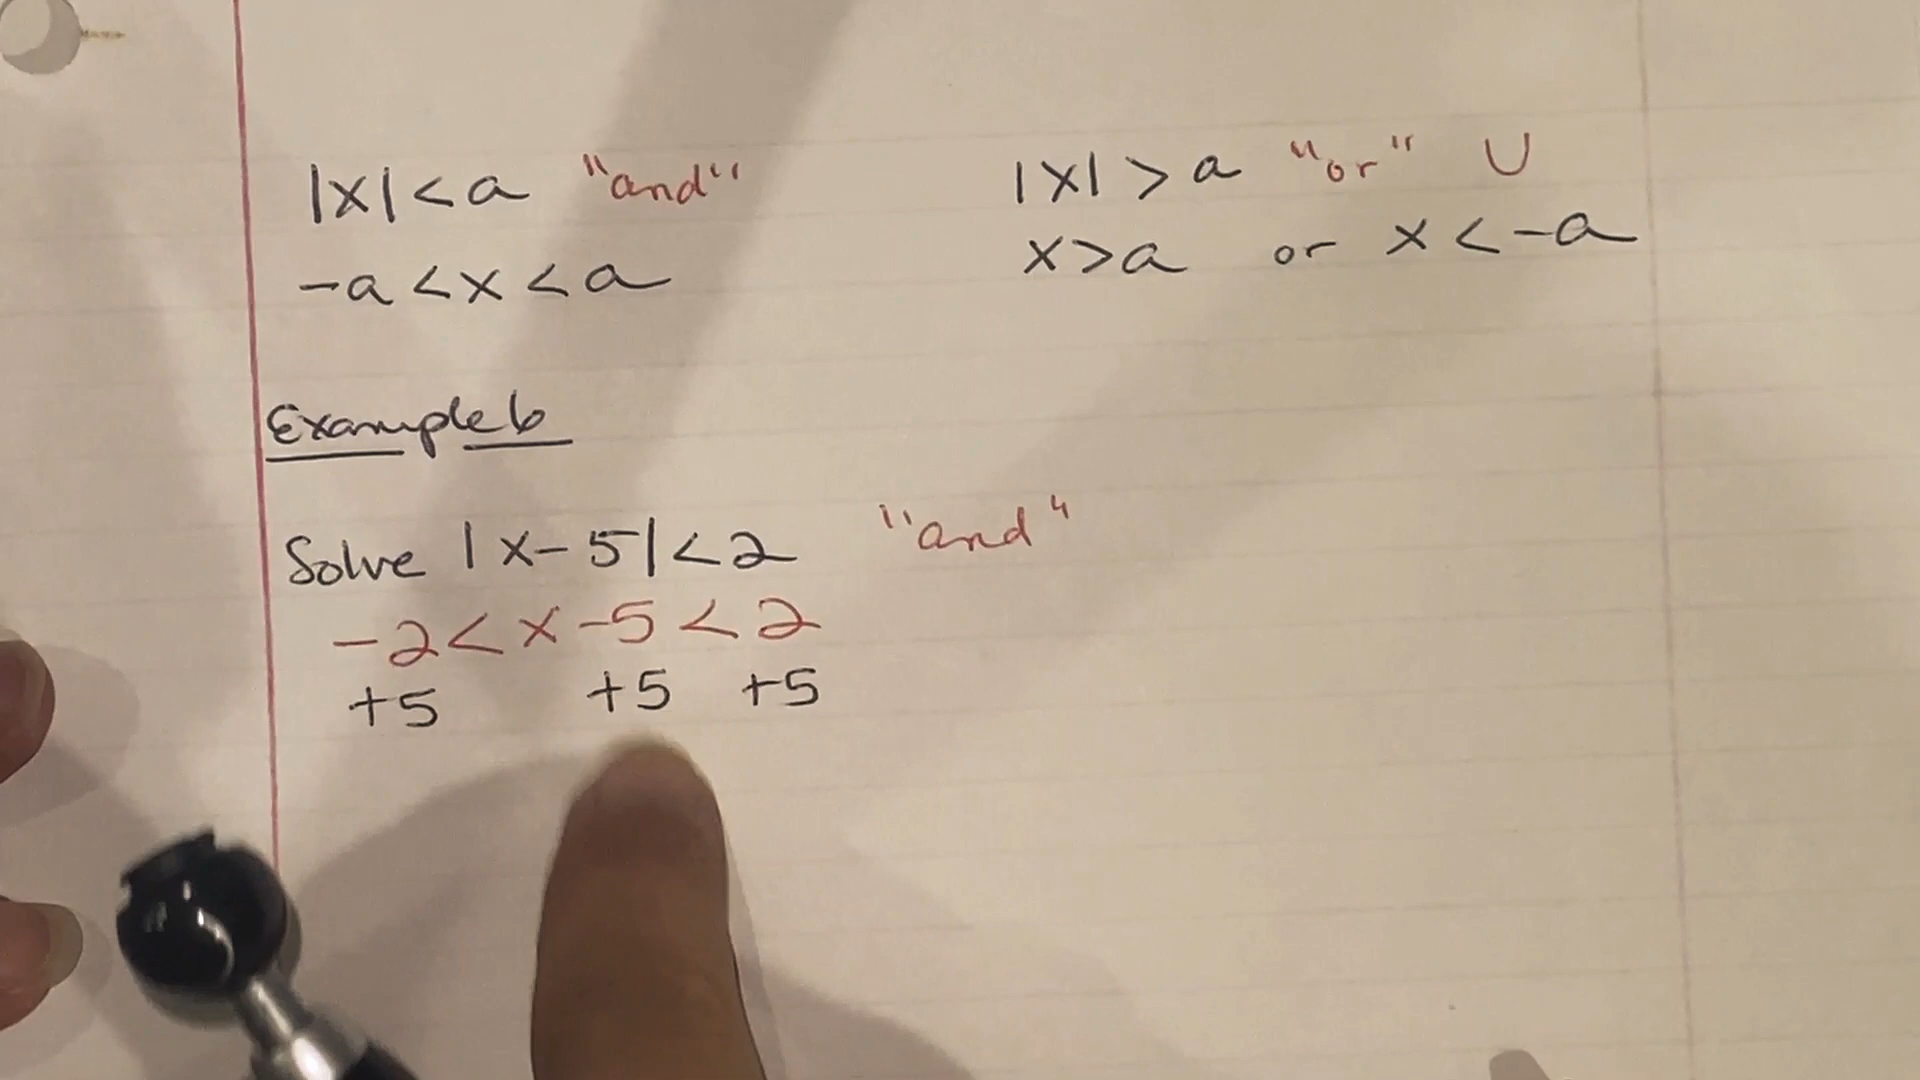 |x| < a "and"
-a < x < a
|x| > a "or" ∪
x > a or x < -a
Example 6
Solve |x - 5| < 2 "and"
-2 < x - 5 < 2
+5 +5 +5